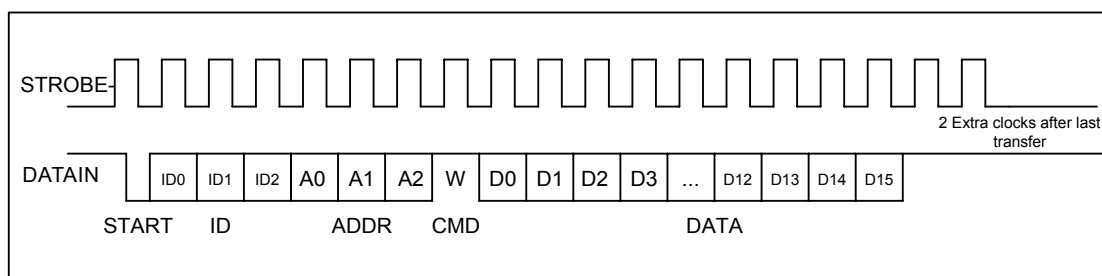 STROBE-
2 Extra clocks after last
transfer
DATAIN ID0 ID1 ID2 A0 A1 A2 W D0 D1 D2 D3 ... D12 D13 D14 D15
START ID ADDR CMD DATA